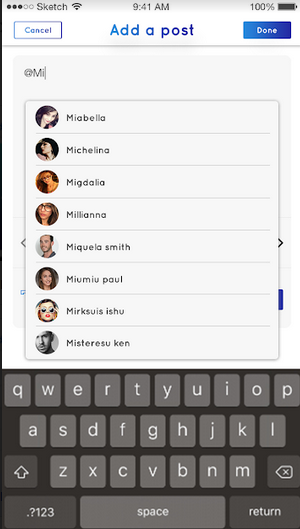 Sketch 9:41 AM 100%
Cancel Add a post Done
@Mi
Miabella
Michelina
Migdalia
Millianna
Miquela smith
Miumiu paul
Mirksuis ishu
Misteresu ken
q w e r t y u i o p
a s d f g h j k l
z x c v b n m
.?123 space return